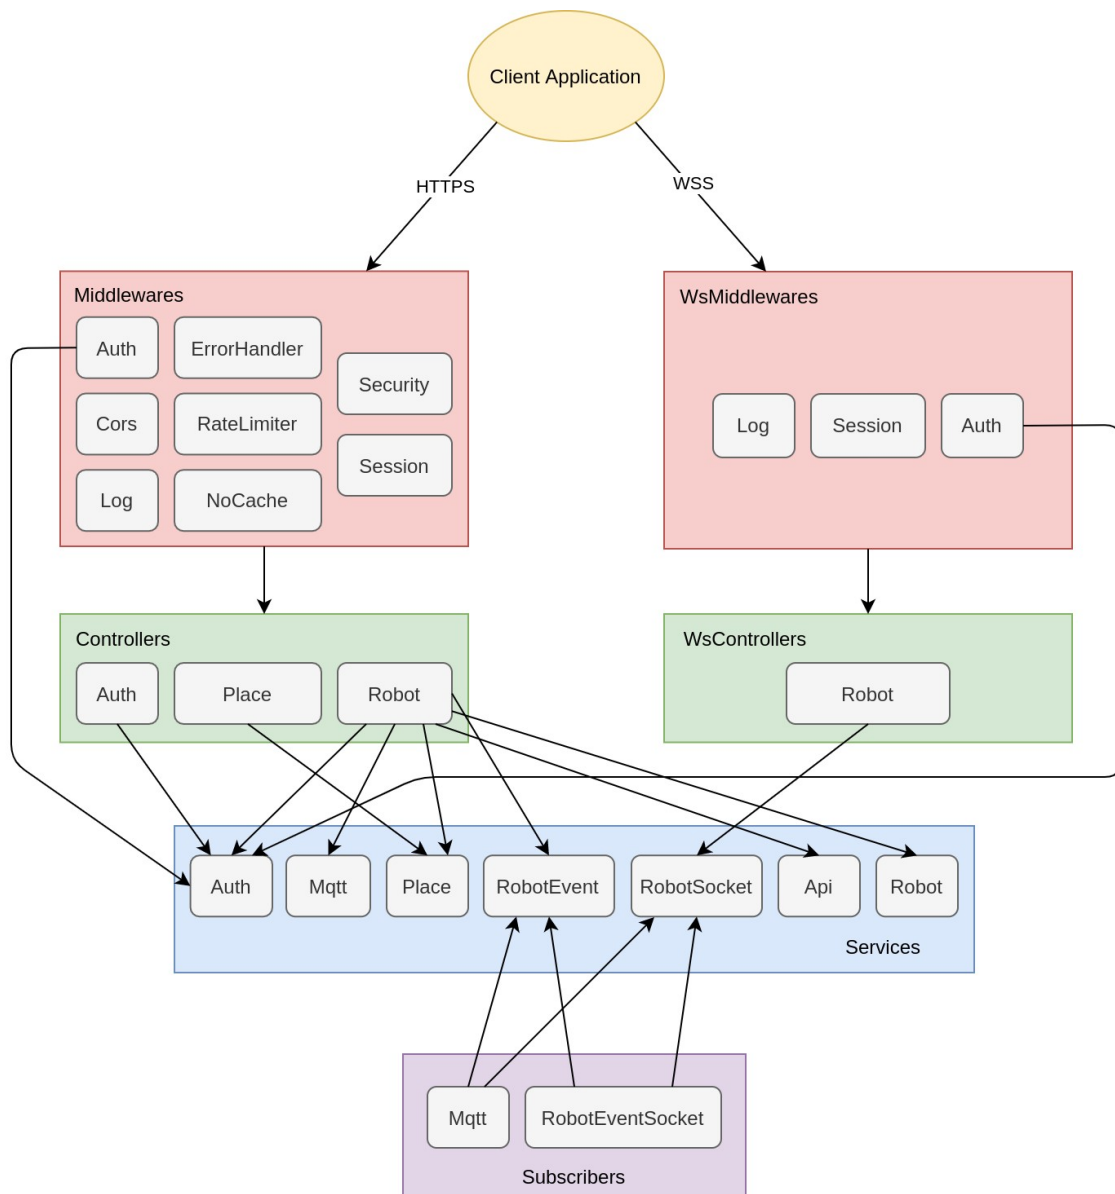 Client Application
HTTPS
WSS
Middlewares
Auth
ErrorHandler
Security
Cors
RateLimiter
Session
Log
NoCache
WsMiddlewares
Log
Session
Auth
Controllers
Auth
Place
Robot
WsControllers
Robot
Auth
Mqtt
Place
RobotEvent
RobotSocket
Api
Robot
Services
Mqtt
RobotEventSocket
Subscribers